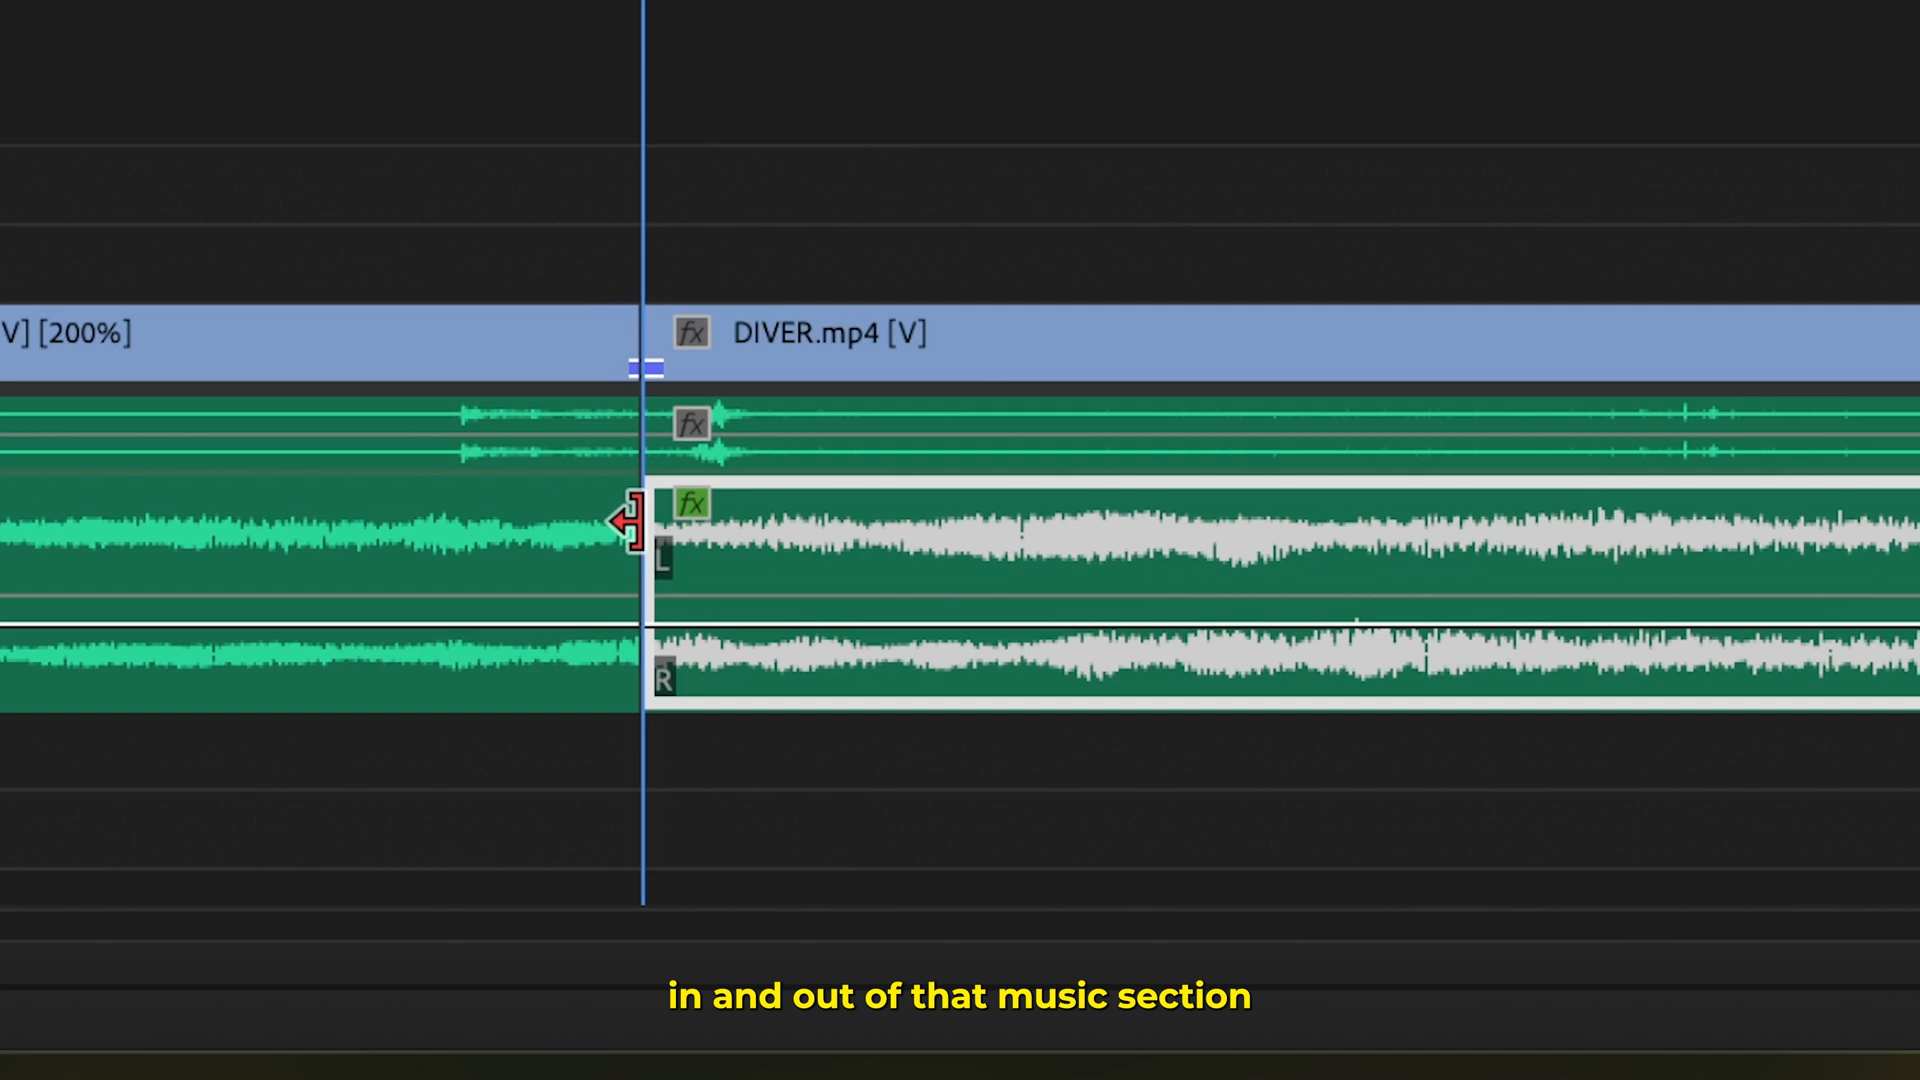 V] [200%]
fx DIVER.mp4 [V]
fx
fx
L
R
in and out of that music section